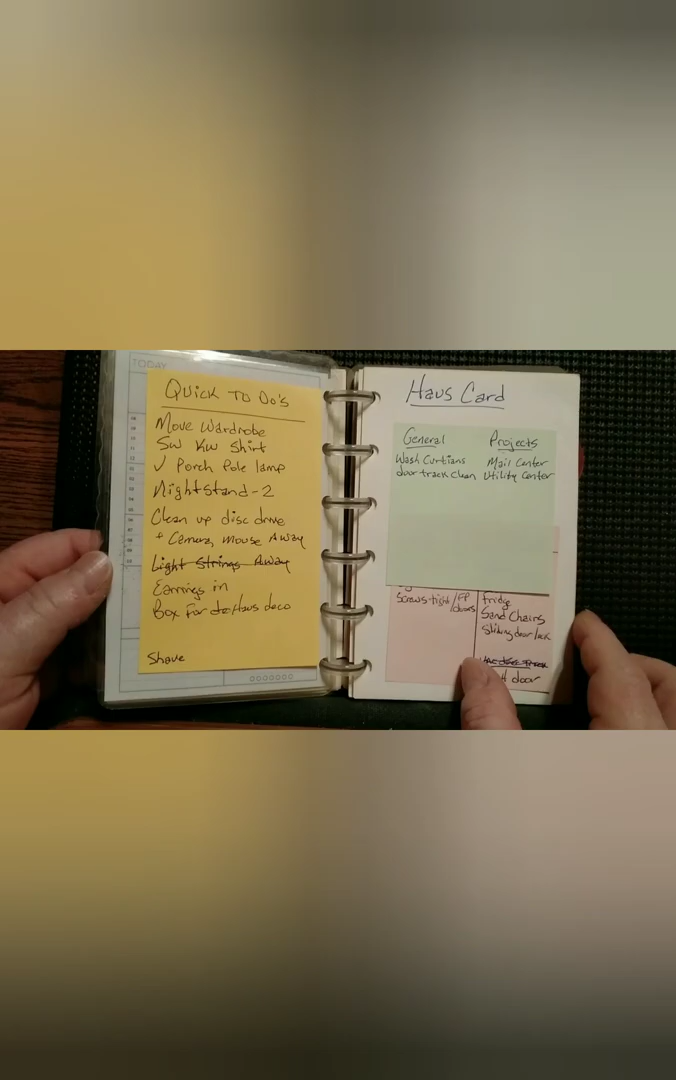 TODAY
Quick To Do's
Move Wardrobe
Sw Kw Shirt
√ Porch Pole lamp
Nightstand-2
Clean up disc drive
+ Camera, mouse Away
Light Strings Away
Earrings in
Box For Haus deco
Shave
Haus Card
General
Wash Curtians
door track clean
Projects
Mail Center
Utility Center
Screws tight/FP doors
fridge
Sand Chairs
Sliding door lock
door